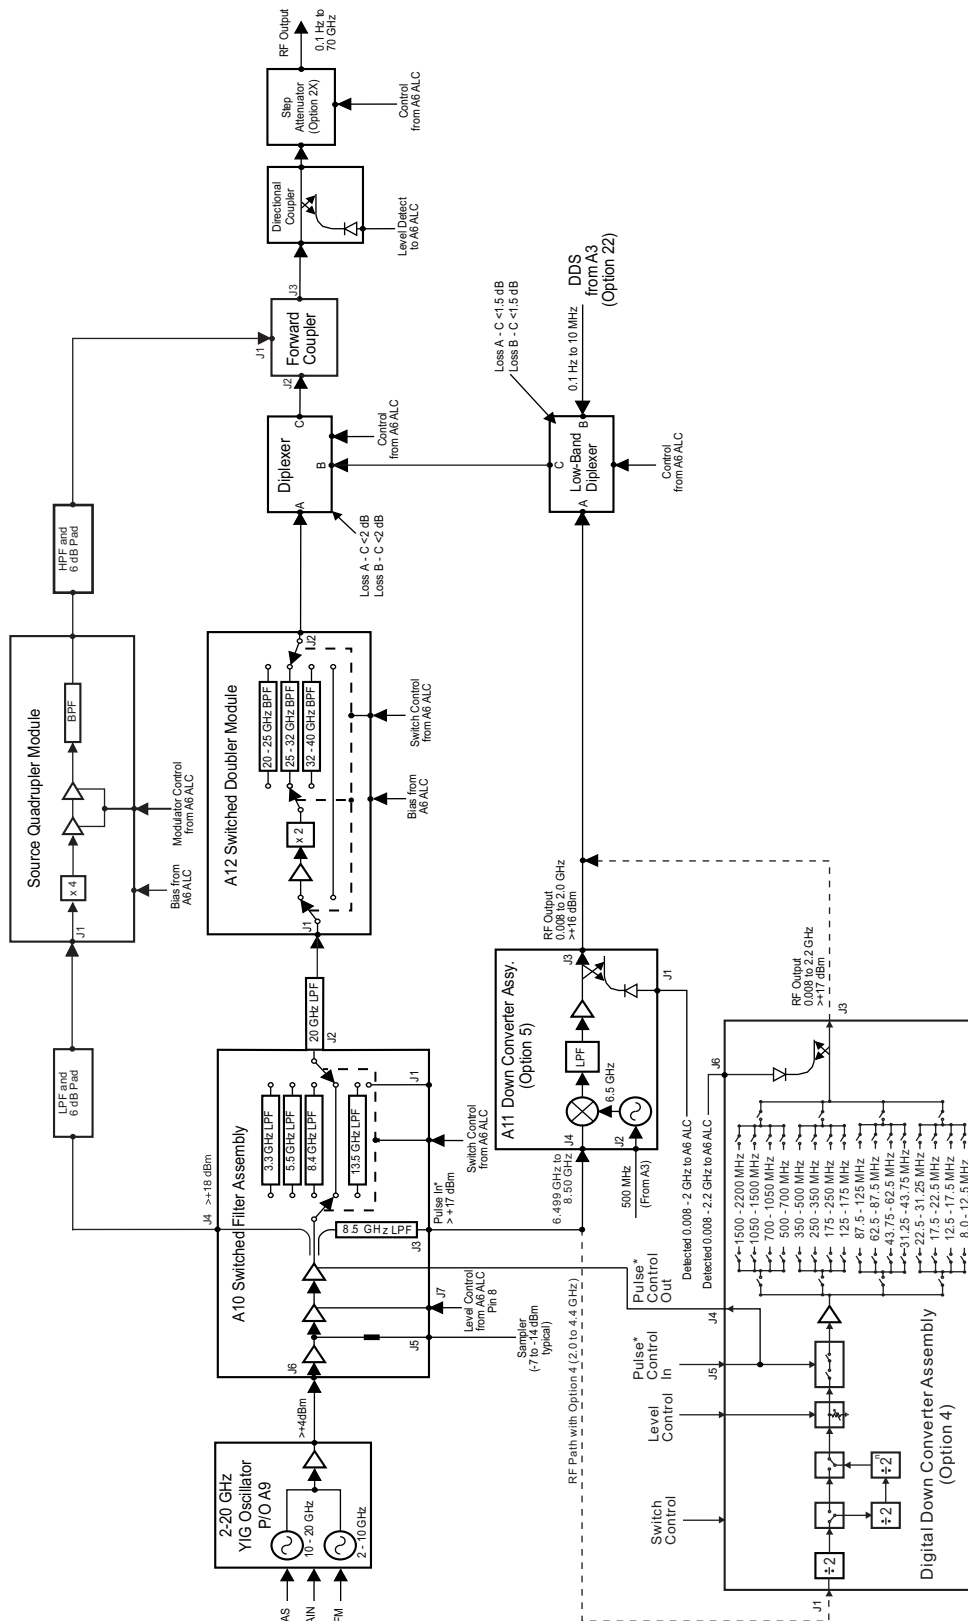 2-20 GHz
YIG Oscillator
P/O A9
10 - 20 GHz
2 - 10 GHz
AS
AIN
FM
>+4dBm
A10 Switched Filter Assembly
J6
J4
>+18 dBm
3.3 GHz LPF
5.5 GHz LPF
8.4 GHz LPF
13.5 GHz LPF
8.5 GHz LPF
J1
J2
J3
J5
J7
Pulse In*
> +17 dBm
Switch Control
from A6 ALC
Level Control
from A6 ALC
Pin 8
Sampler
(-7 to -14 dBm
typical)
20 GHz LPF
LPF and
6 dB Pad
Source Quadrupler Module
J1
x 4
BPF
Bias from
A6 ALC
Modulator Control
from A6 ALC
HPF and
6 dB Pad
A12 Switched Doubler Module
J1
x 2
20 - 25 GHz BPF
25 - 32 GHz BPF
32 - 40 GHz BPF
J2
Bias from
A6 ALC
Switch Control
from A6 ALC
Diplexer
A
B
C
Loss A - C <2 dB
Loss B - C <2 dB
Control
from A6 ALC
Forward
Coupler
J1
J2
J3
Directional
Coupler
Level Detect
to A6 ALC
Step
Attenuator
(Option 2X)
Control
from A6 ALC
RF Output
0.1 Hz to
70 GHz
A11 Down Converter Assy.
(Option 5)
J4
6.499 GHz to
8.50 GHz
J2
500 MHz
(From A3)
6.5 GHz
LPF
J3
J1
RF Output
0.008 to 2.0 GHz
>+16 dBm
Detected 0.008 - 2 GHz to A6 ALC
Detected 0.008 - 2.2 GHz to A6 ALC
Low-Band
Diplexer
A
B
C
Loss A - C <1.5 dB
Loss B - C <1.5 dB
0.1 Hz to 10 MHz
DDS
from A3
(Option 22)
Control
from A6 ALC
RF Path with Option 4 (2.0 to 4.4 GHz)
Digital Down Converter Assembly
(Option 4)
J1
÷2
÷2
÷2
n
Switch
Control
Level Control
Pulse*
Control
In
J5
Pulse*
Control
Out
J4
1500 - 2200 MHz
1050 - 1500 MHz
700 - 1050 MHz
500 - 700 MHz
350 - 500 MHz
250 - 350 MHz
175 - 250 MHz
125 - 175 MHz
87.5 - 125 MHz
62.5 - 87.5 MHz
43.75 - 62.5 MHz
31.25 - 43.75 MHz
22.5 - 31.25 MHz
17.5 - 22.5 MHz
12.5 - 17.5 MHz
8.0 - 12.5 MHz
J6
J3
RF Output
0.008 to 2.2 GHz
>+17 dBm